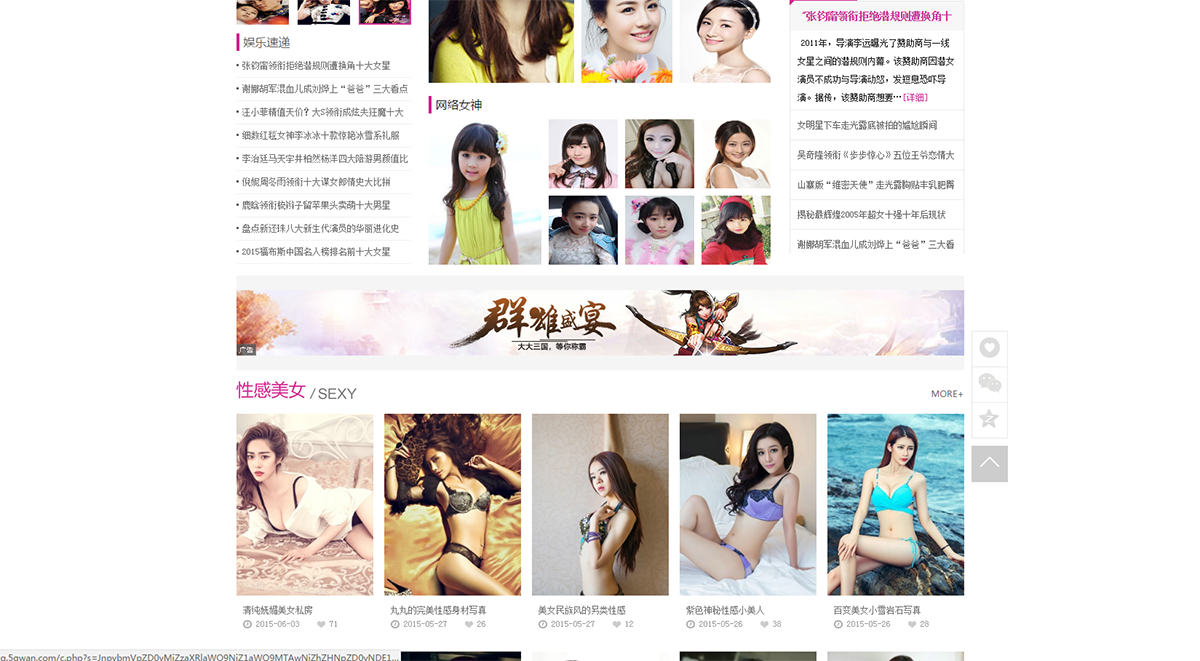 娱乐速递
• 张钧甯领衔拒绝潜规则遭换角十大女星
• 谢娜胡军混血儿成刘烨上“爸爸”三大看点
• 汪小菲精值天价？大S领衔成炫夫狂魔十大
• 细数红毯女神李冰冰十款惊艳冰雪系礼服
• 李治廷马天宇井柏然杨洋四大陪游男颜值比
• 倪妮周冬雨领衔十大谋女郎情史大比拼
• 鹿晗领衔梳辫子留苹果头卖萌十大男星
• 盘点新还珠八大新生代演员的华丽进化史
• 2015福布斯中国名人榜排名前十大女星
网络女神
“张钧甯领衔拒绝潜规则遭换角十
2011年，导演李远曝光了赞助商与一线
女星之间的潜规则内幕。该赞助商因潜女
演员不成功与导演动怒，发短息恐吓导
演。据传，该赞助商想要…[详细]
女明星下车走光露底被拍的尴尬瞬间
吴奇隆领衔《步步惊心》五位王爷恋情大
山寨版“维密天使”走光露胸贴丰乳肥臀
揭秘最辉煌2005年超女十强十年后现状
谢娜胡军混血儿成刘烨上“爸爸”三大看
群雄盛宴
大大三国，等你称霸
广告
性感美女 / SEXY
MORE+
清纯妩媚美女私房
2015-06-03 71
丸丸的完美性感身材写真
2015-05-27 26
美女民族风的另类性感
2015-05-27 12
紫色神秘性感小美人
2015-05-26 38
百变美女小雪岩石写真
2015-05-26 28